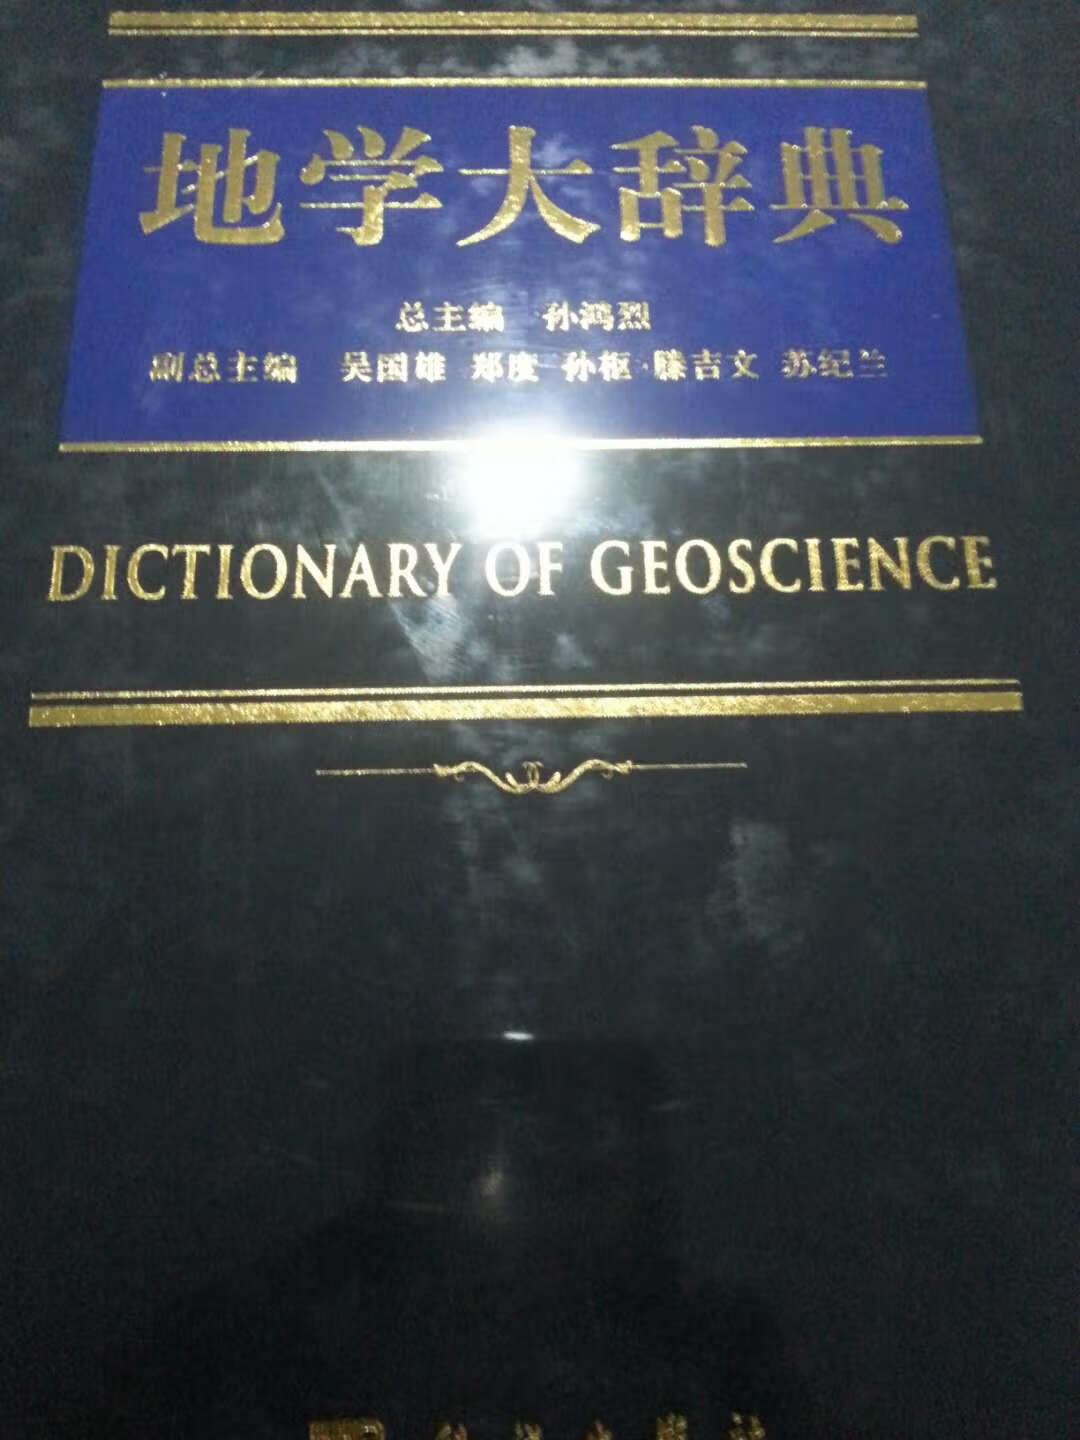 地学大辞典
总主编 孙鸿烈
副总主编 吴国雄 郑度 孙枢 滕吉文 苏纪兰
DICTIONARY OF GEOSCIENCE